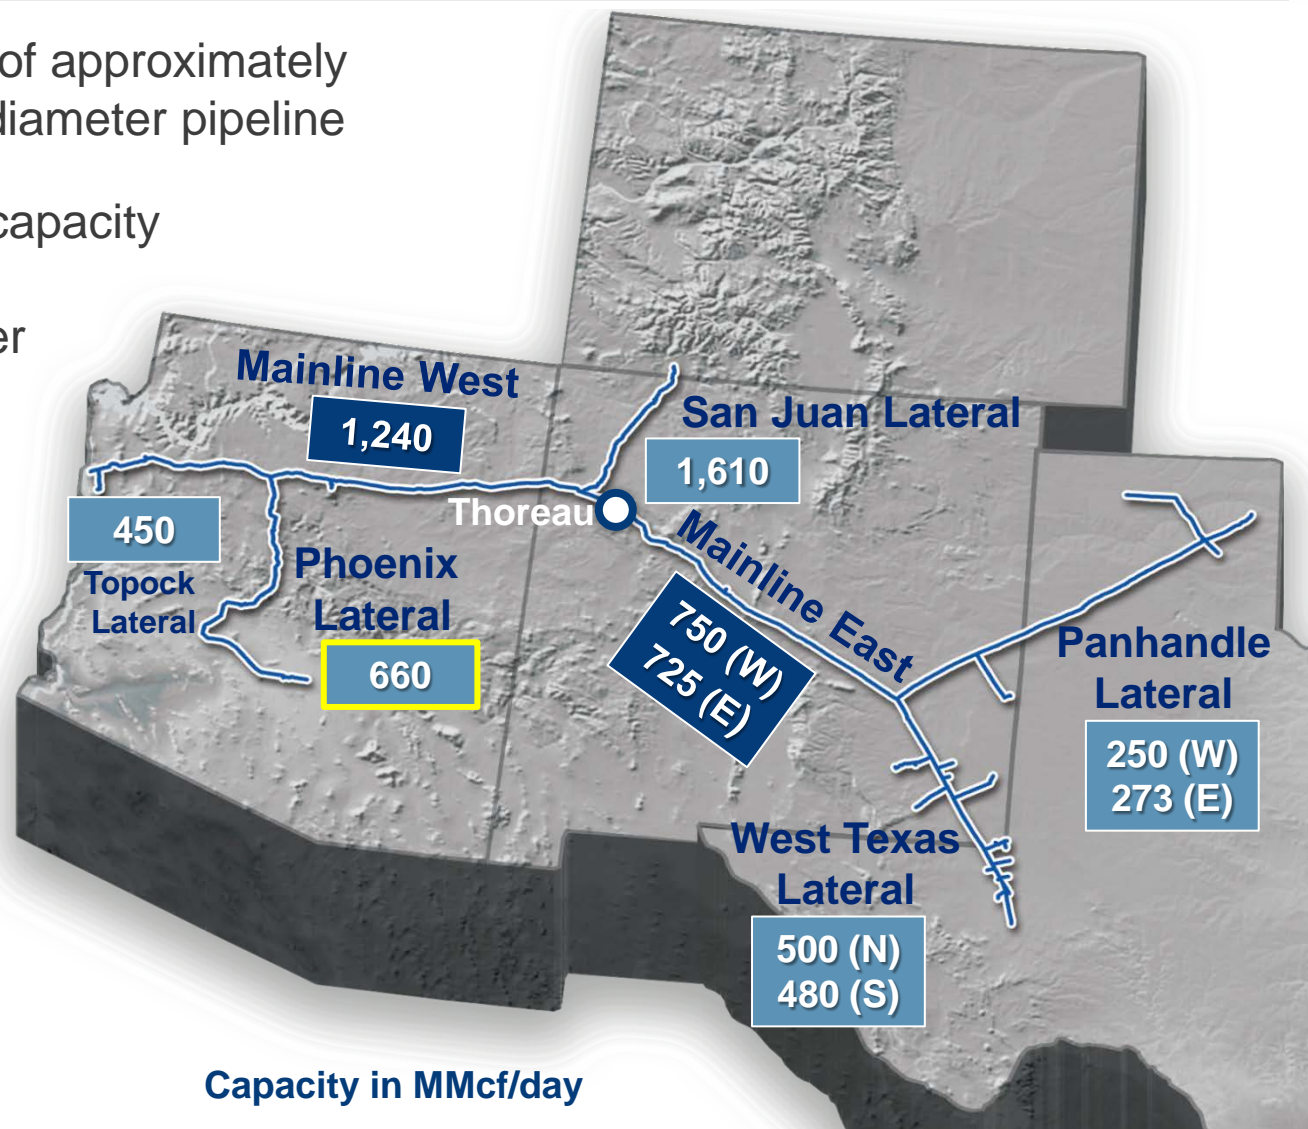 of approximately
diameter pipeline
capacity
er
Mainline West
1,240
San Juan Lateral
1,610
Thoreau
450
Topock
Lateral
Phoenix
Lateral
660
Mainline East
750 (W)
725 (E)
Panhandle
Lateral
250 (W)
273 (E)
West Texas
Lateral
500 (N)
480 (S)
Capacity in MMcf/day